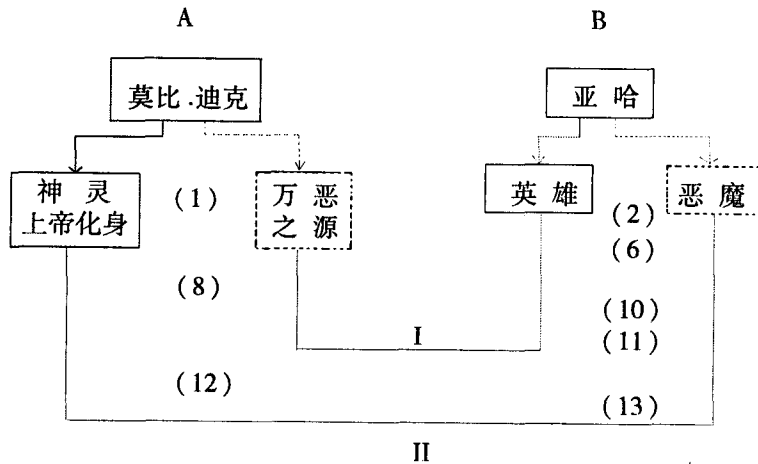 A B
莫比.迪克 亚哈
神灵 (1) 万恶 英雄 (2) 恶魔
上帝化身 之源
(6)
(8)
(10)
I (11)
(12)
(13)
II